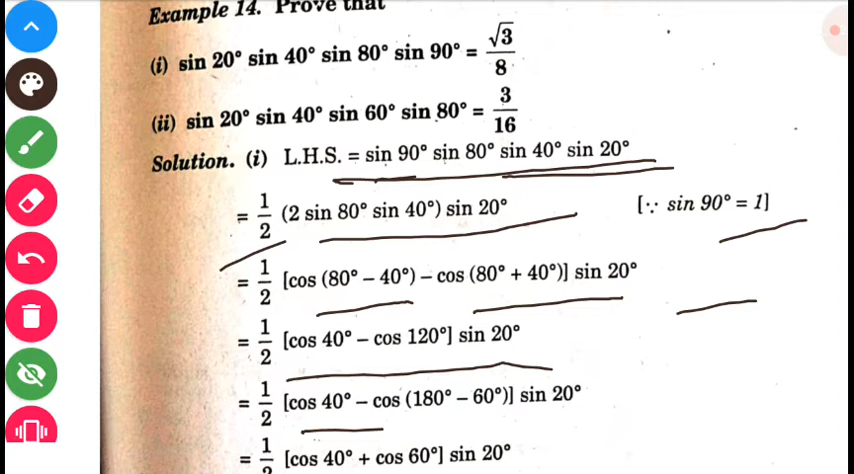 Example 14. Prove that
(i) sin 20° sin 40° sin 80° sin 90° = √3/8
(ii) sin 20° sin 40° sin 60° sin 80° = 3/16
Solution. (i) L.H.S. = sin 90° sin 80° sin 40° sin 20°
= 1/2 (2 sin 80° sin 40°) sin 20° [∵ sin 90° = 1]
= 1/2 [cos (80° – 40°) – cos (80° + 40°)] sin 20°
= 1/2 [cos 40° – cos 120°] sin 20°
= 1/2 [cos 40° – cos (180° – 60°)] sin 20°
= 1/2 [cos 40° + cos 60°] sin 20°